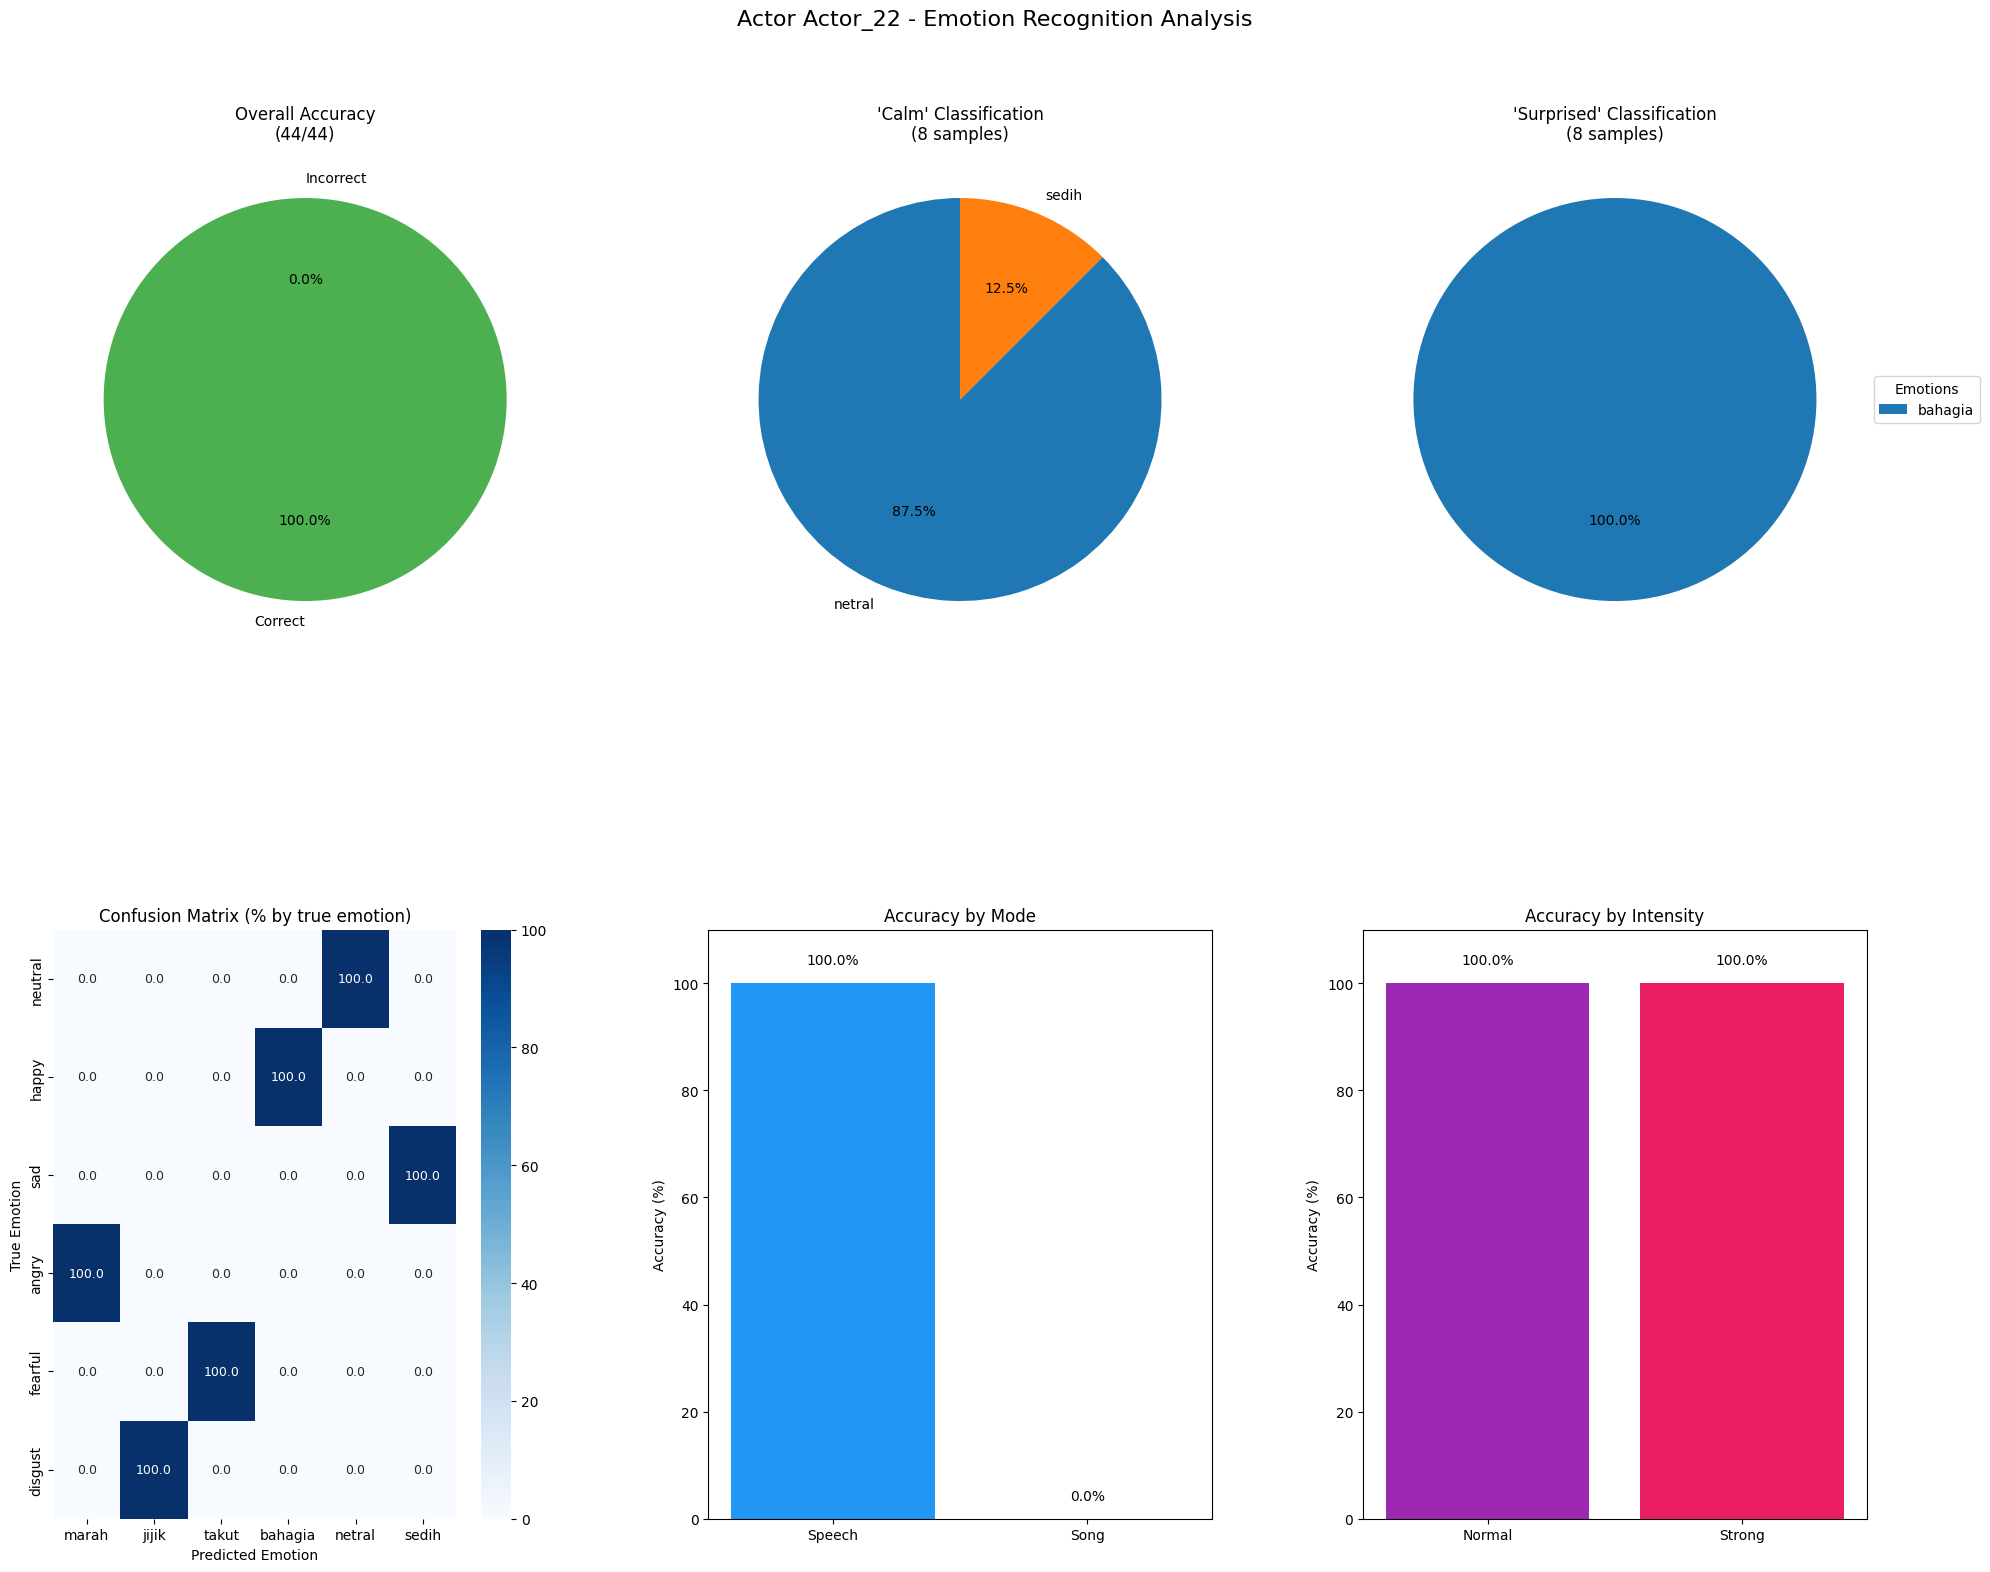 Actor Actor_22 - Emotion Recognition Analysis
Overall Accuracy
(44/44)
Incorrect
0.0%
100.0%
Correct
'Calm' Classification
(8 samples)
sedih
12.5%
87.5%
netral
'Surprised' Classification
(8 samples)
100.0%
Emotions
bahagia
Confusion Matrix (% by true emotion)
True Emotion
neutral
0.0 0.0 0.0 0.0 100.0 0.0
happy
0.0 0.0 0.0 100.0 0.0 0.0
sad
0.0 0.0 0.0 0.0 0.0 100.0
angry
100.0 0.0 0.0 0.0 0.0 0.0
fearful
0.0 0.0 100.0 0.0 0.0 0.0
disgust
0.0 100.0 0.0 0.0 0.0 0.0
marah jijik takut bahagia netral sedih
Predicted Emotion
100
80
60
40
20
0
Accuracy by Mode
Accuracy (%)
100
80
60
40
20
0
100.0%
0.0%
Speech Song
Accuracy by Intensity
Accuracy (%)
100
80
60
40
20
0
100.0% 100.0%
Normal Strong